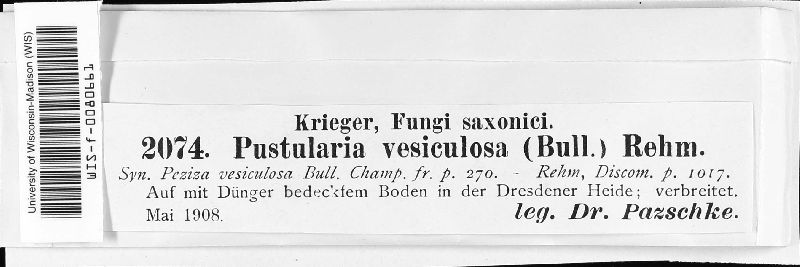 University of Wisconsin-Madison (WIS)
WIS-f-0080661
Krieger, Fungi saxonici.
2074. Pustularia vesiculosa (Bull.) Rehm.
Syn. Peziza vesiculosa Bull. Champ. fr. p. 270. - Rehm, Discom. p. 1017.
Auf mit Dünger bedecktem Boden in der Dresdener Heide; verbreitet.
Mai 1908. leg. Dr. Pazschke.